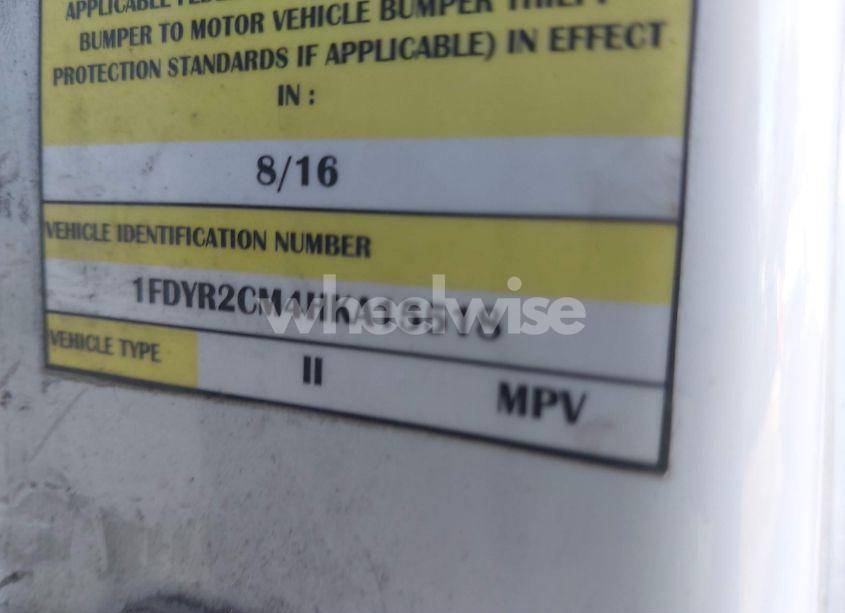 APPLICABLE
BUMPER TO MOTOR VEHICLE BUMPER THEFT
PROTECTION STANDARDS IF APPLICABLE) IN EFFECT
IN :
8/16
VEHICLE IDENTIFICATION NUMBER
wheelwise
VEHICLE TYPE
II MPV